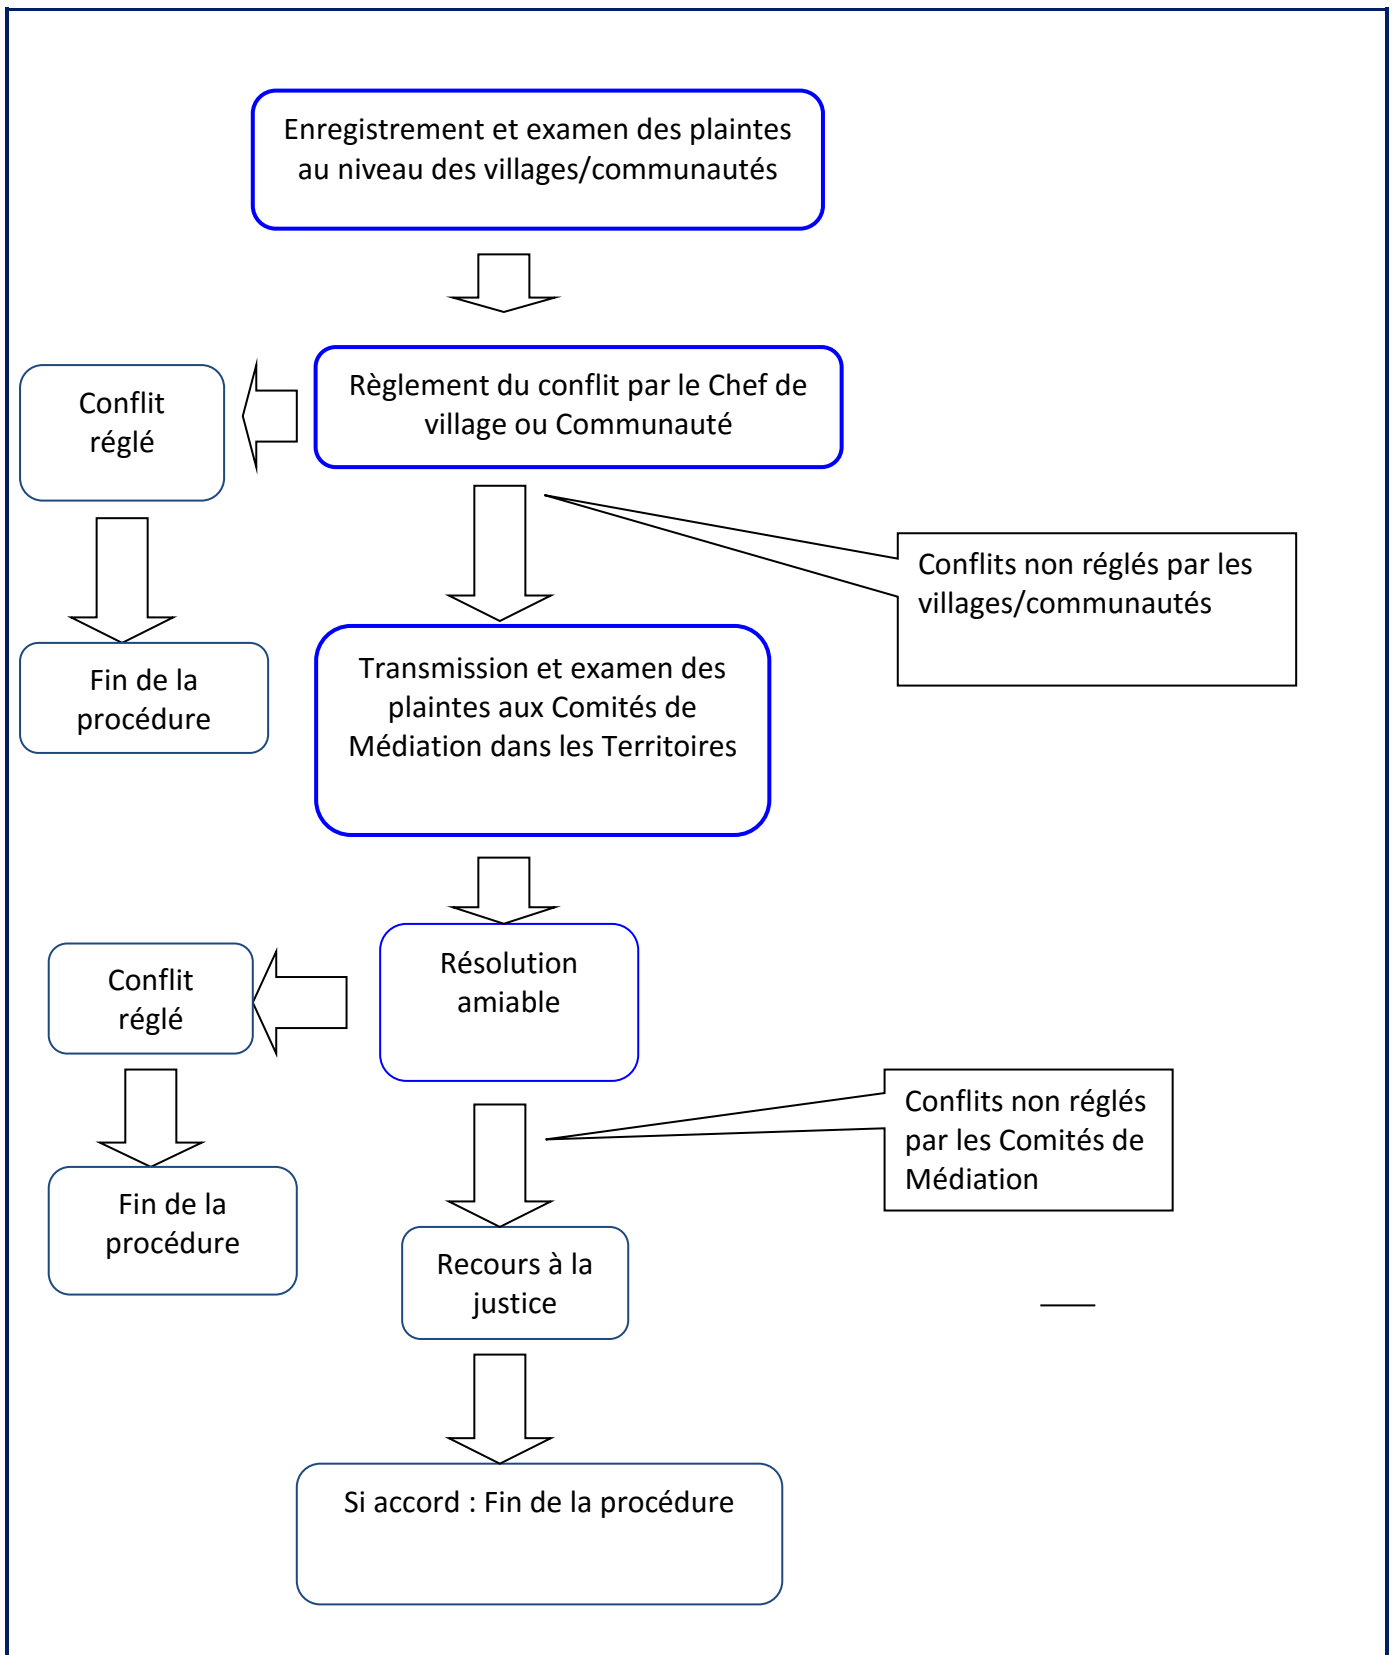 Enregistrement et examen des plaintes
au niveau des villages/communautés
Règlement du conflit par le Chef de
village ou Communauté
Conflit
réglé
Conflits non réglés par les
villages/communautés
Fin de la
procédure
Transmission et examen des
plaintes aux Comités de
Médiation dans les Territoires
Résolution
amiable
Conflit
réglé
Conflits non réglés
par les Comités de
Médiation
Fin de la
procédure
Recours à la
justice
Si accord : Fin de la procédure